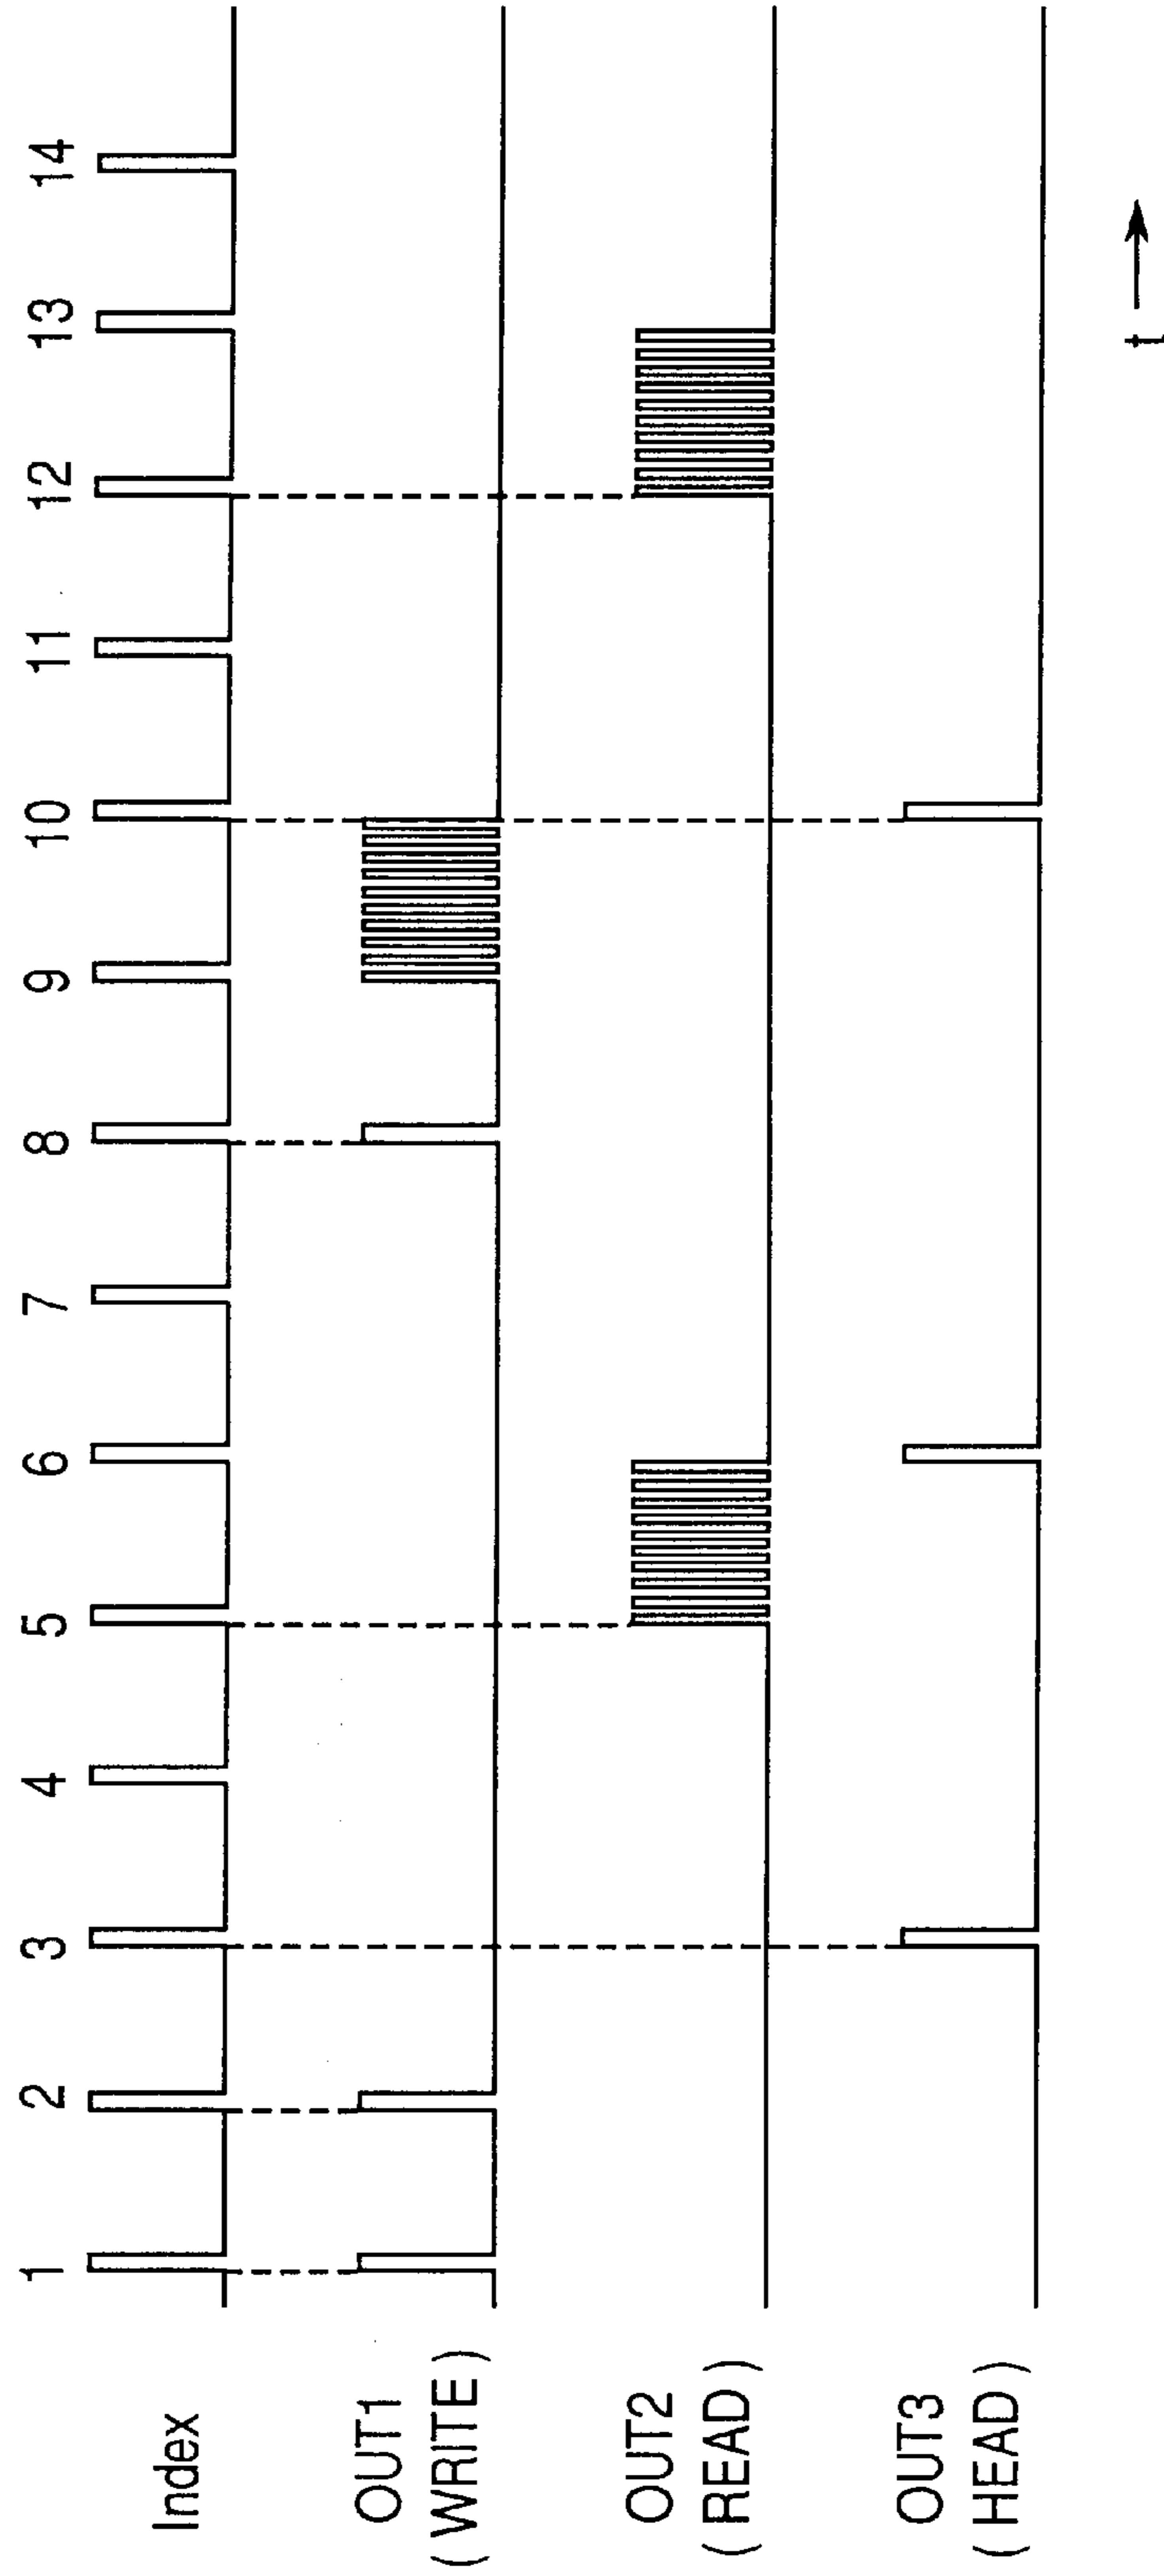 1 2 3 4 5 6 7 8 9 10 11 12 13 14
Index
OUT1
( WRITE )
OUT2
( READ )
OUT3
( HEAD )
t